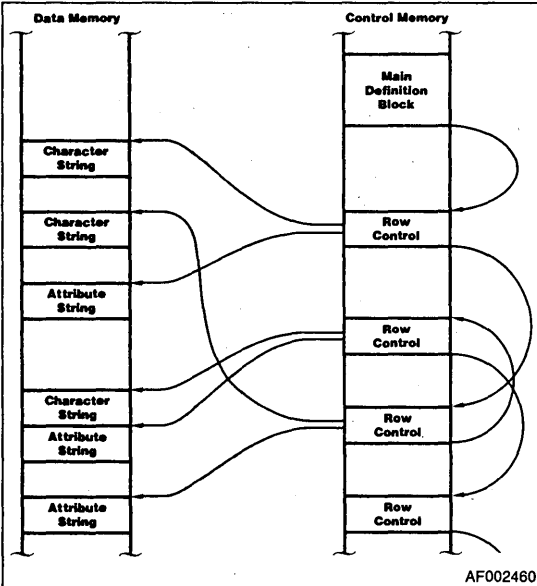 Data Memory
Control Memory
Main
Definition
Block
Character
String
Character
String
Row
Control
Attribute
String
Row
Control
Character
String
Row
Control
Attribute
String
Attribute
String
Row
Control
AF002460